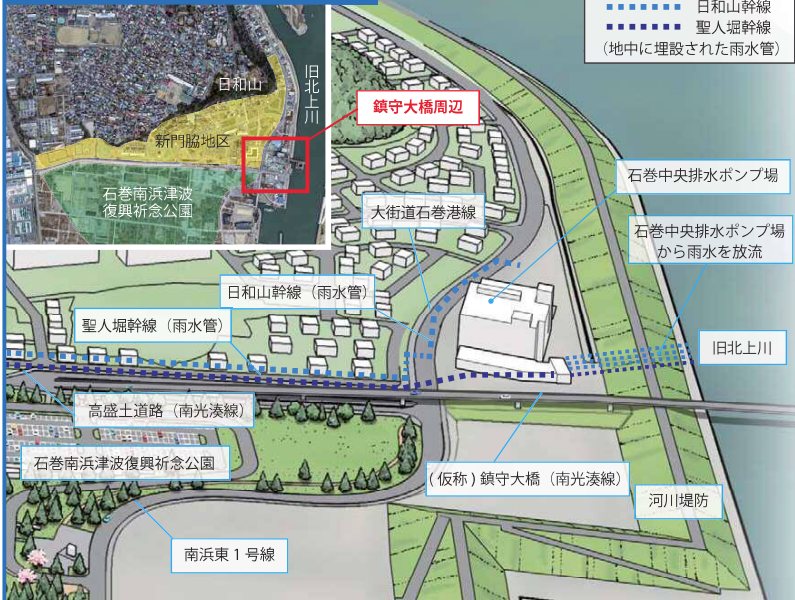 日和山幹線
聖人堀幹線
（地中に埋設された雨水管）
日和山
旧北上川
新門脇地区
石巻南浜津波
復興祈念公園
鎮守大橋周辺
石巻中央排水ポンプ場
大街道石巻港線
石巻中央排水ポンプ場
から雨水を放流
日和山幹線（雨水管）
聖人堀幹線（雨水管）
旧北上川
高盛土道路（南光湊線）
石巻南浜津波復興祈念公園
(仮称)鎮守大橋（南光湊線）
河川堤防
南浜東1号線